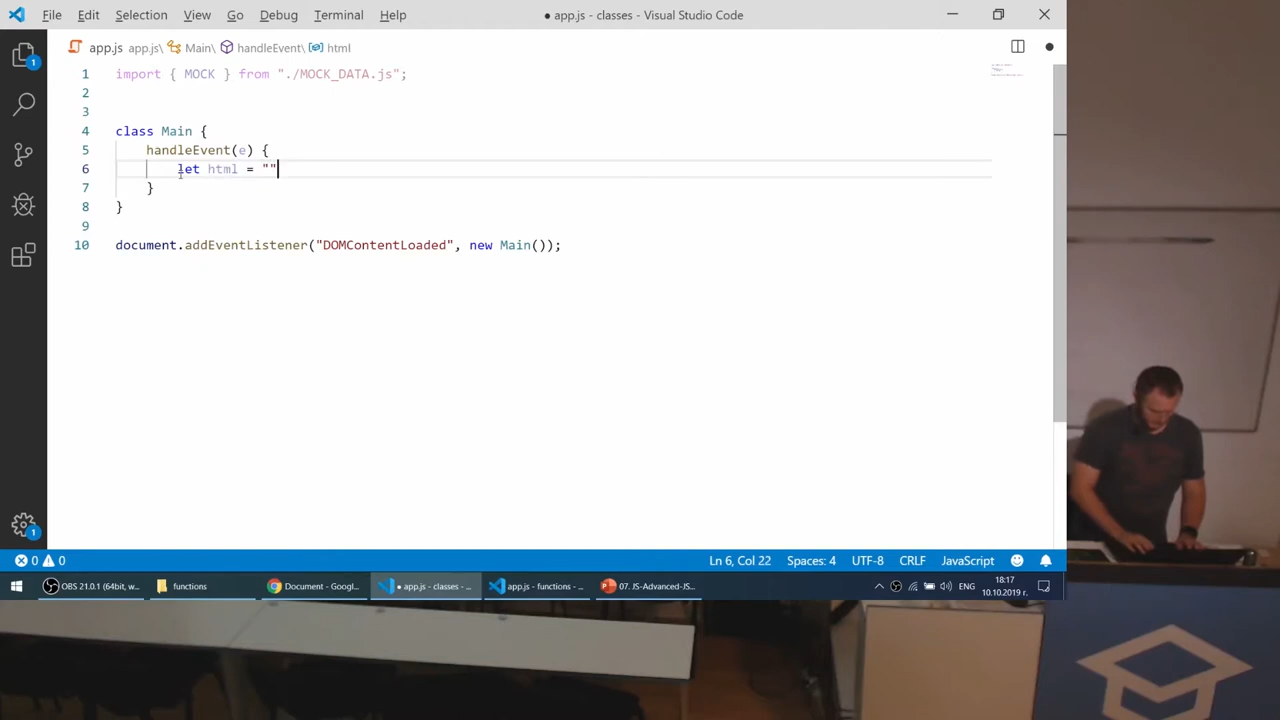 File Edit Selection View Go Debug Terminal Help
● app.js - classes - Visual Studio Code
app.js app.js\ Main\ handleEvent\ html
1 import { MOCK } from "./MOCK_DATA.js";
2
3
4 class Main {
5 handleEvent(e) {
6 let html = ""
7 }
8 }
9
10 document.addEventListener("DOMContentLoaded", new Main());
1
1
0 0
Ln 6, Col 22 Spaces: 4 UTF-8 CRLF JavaScript
OBS 21.0.1 (64bit, w... functions Document - Googl... ● app.js - classes - ... app.js - functions - ... 07. JS-Advanced-JS... ЕНГ 18:17
10.10.2019 г.